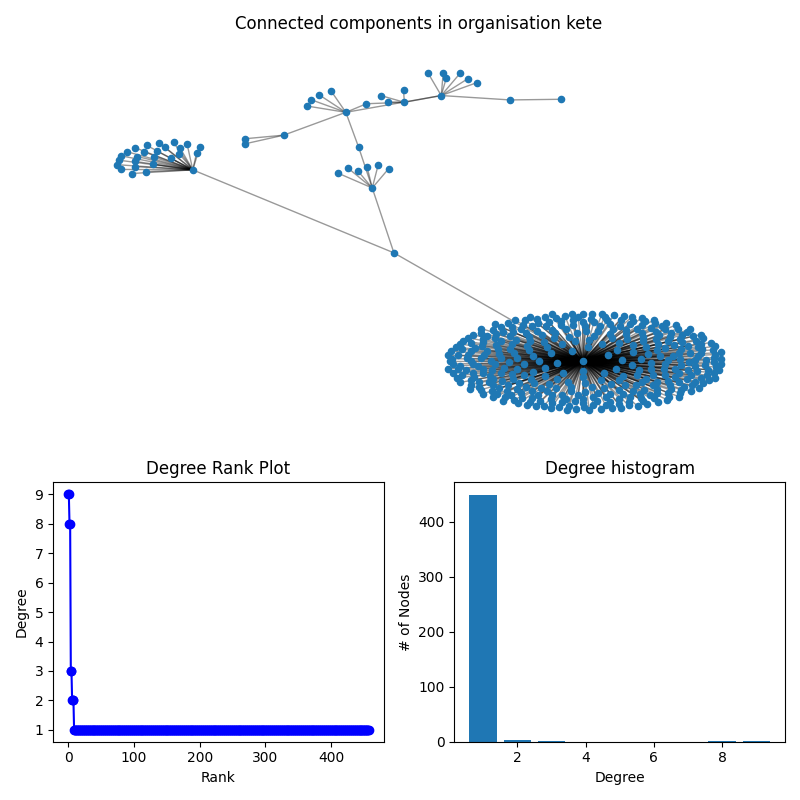 Connected components in organisation kete
Degree Rank Plot
9
8
7
6
5
4
3
2
1
Degree
0 100 200 300 400
Rank
Degree histogram
400
300
200
100
0
# of Nodes
2 4 6 8
Degree